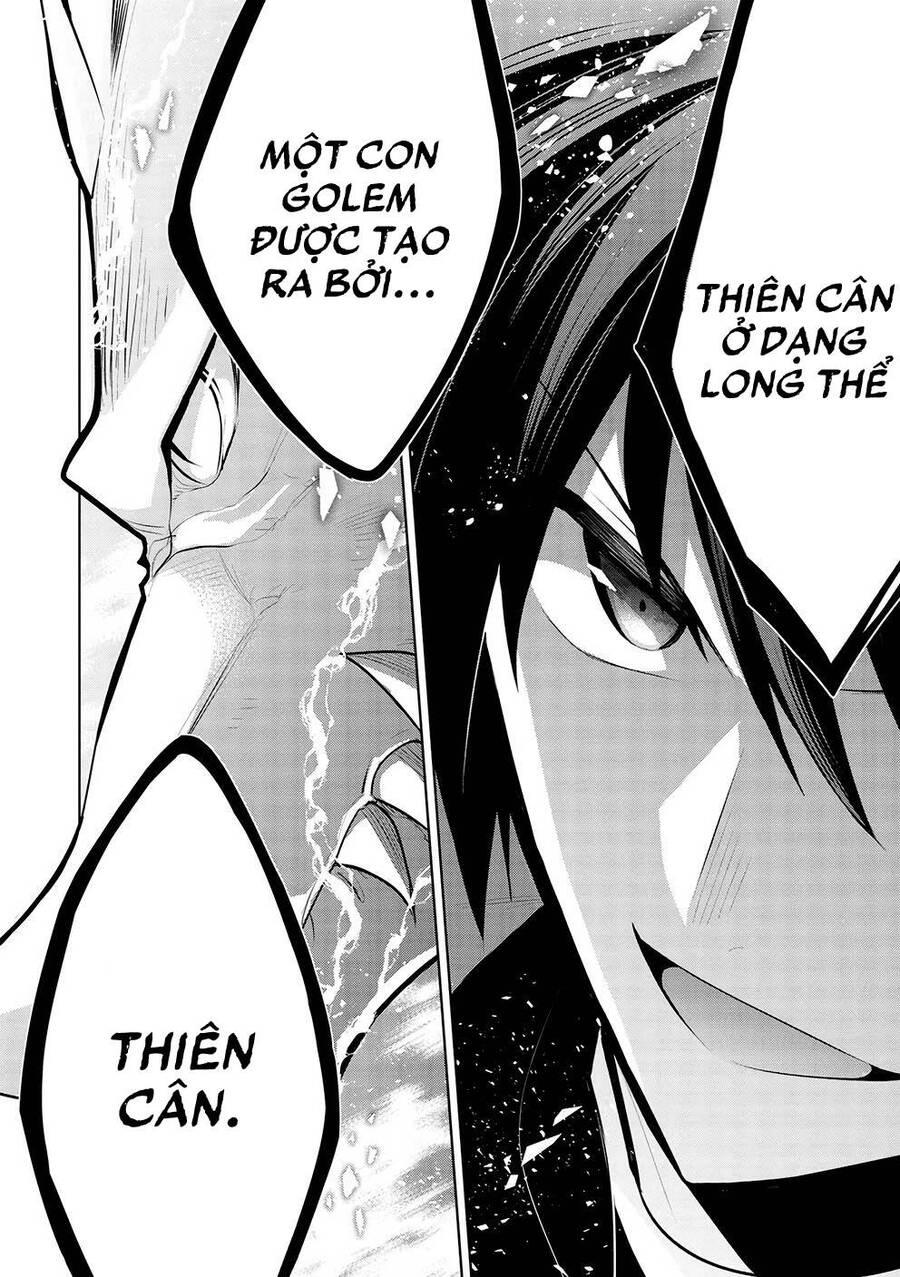 THIÊN CÂN
Ở DẠNG
LONG THỂ
MỘT CON
GOLEM
ĐƯỢC TẠO
RA BỞI...
THIÊN
CÂN.